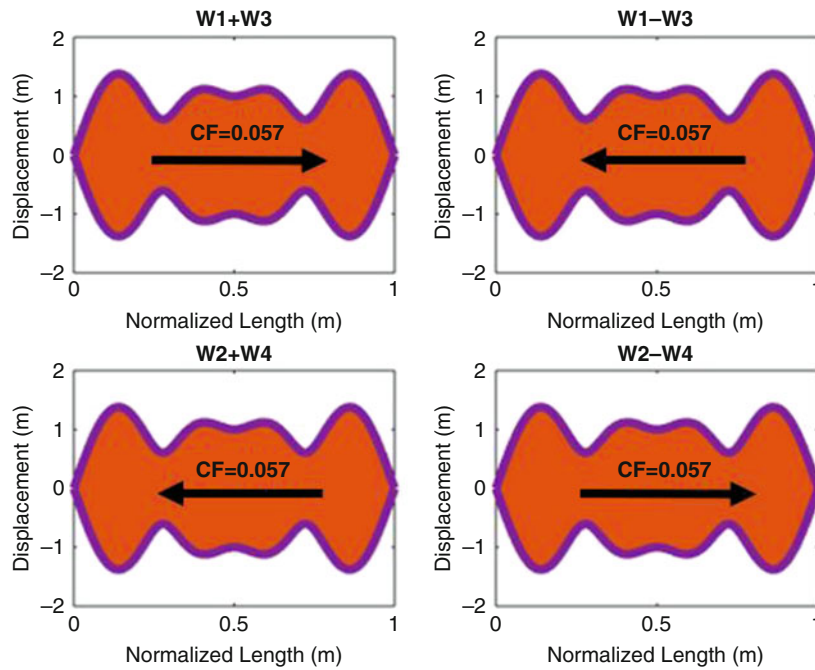 W1+W3
2
1
0
–1
–2
Displacement (m)
CF=0.057
0
0.5
1
Normalized Length (m)
W1–W3
2
1
0
–1
–2
Displacement (m)
CF=0.057
0
0.5
1
Normalized Length (m)
W2+W4
2
1
0
–1
–2
Displacement (m)
CF=0.057
0
0.5
1
Normalized Length (m)
W2–W4
2
1
0
–1
–2
Displacement (m)
CF=0.057
0
0.5
1
Normalized Length (m)